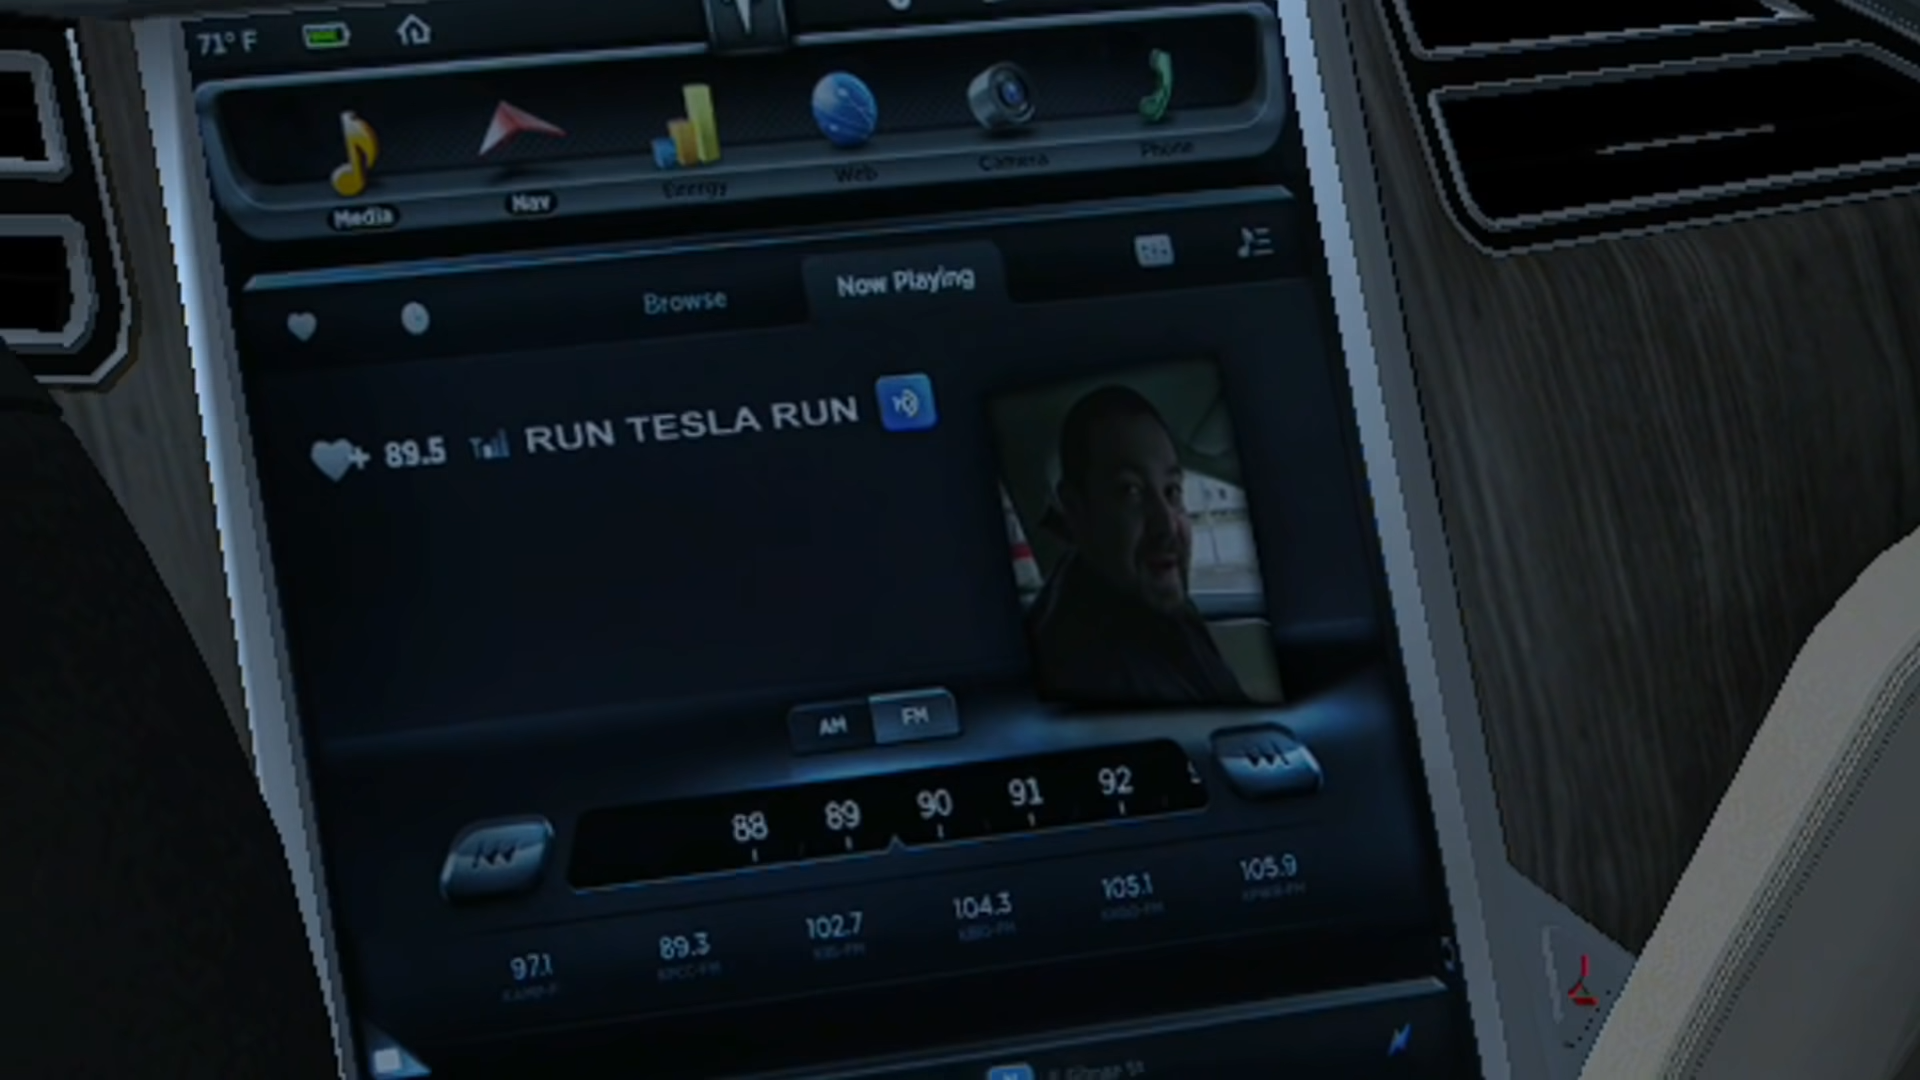 71° F
Media Nav Energy Web Camera Phone
Browse Now Playing
89.5 RUN TESLA RUN
AM FM
88 89 90 91 92
97.1 89.3 102.7 104.3 105.1 105.9